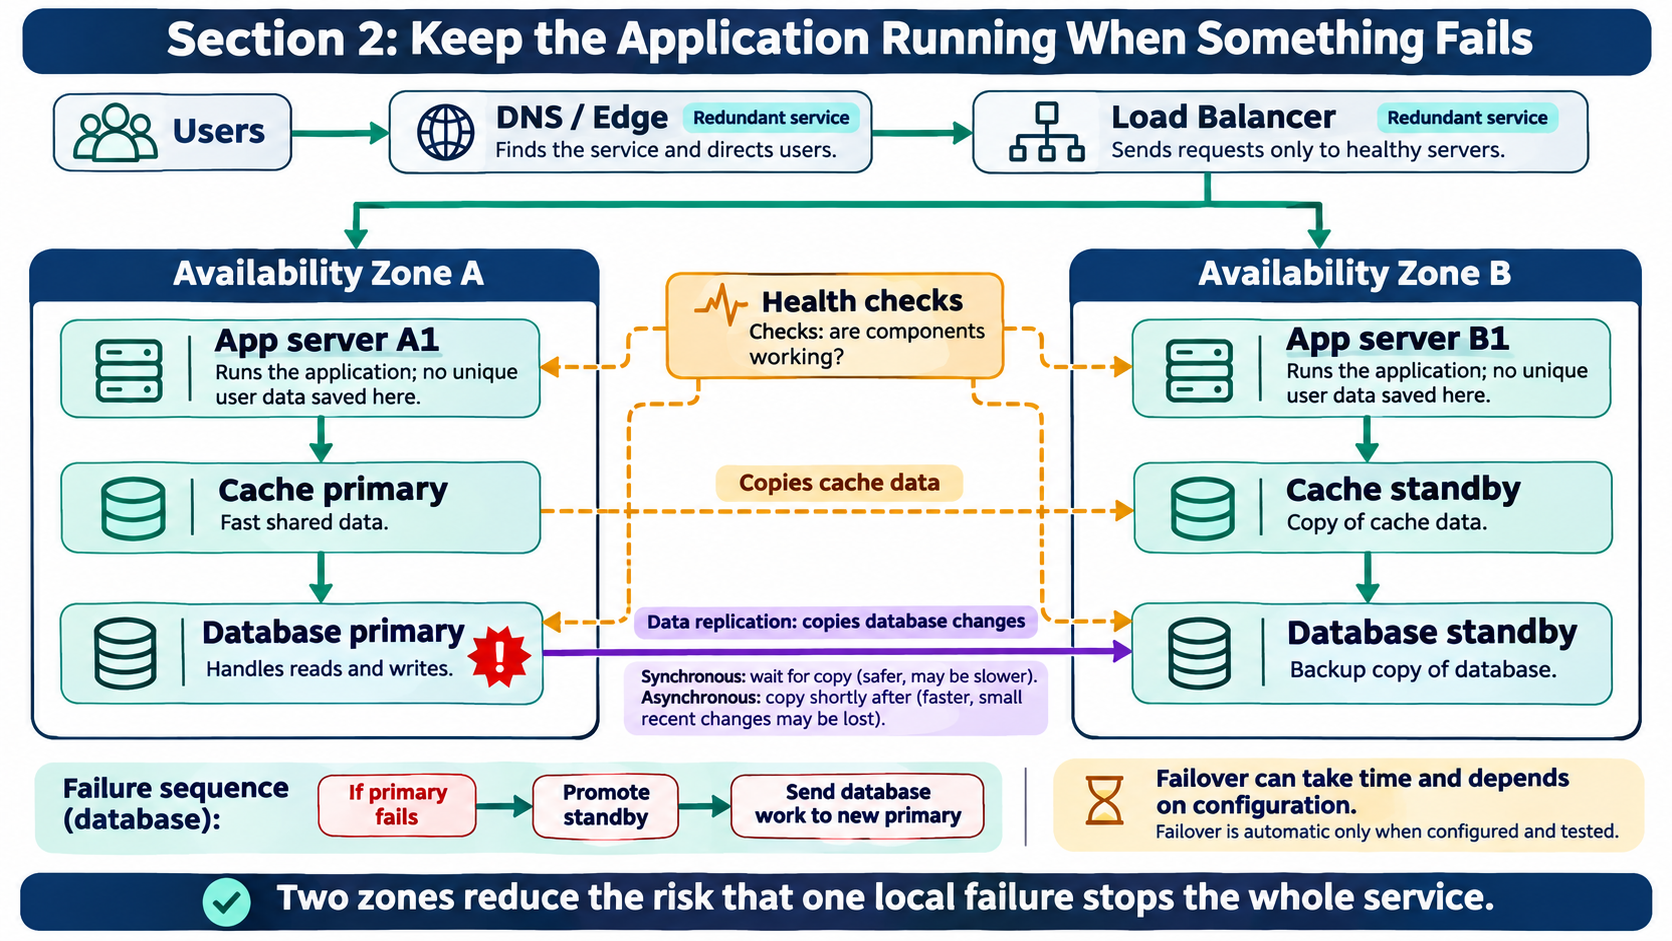 Section 2: Keep the Application Running When Something Fails
Users
DNS / Edge
Redundant service
Finds the service and directs users.
Load Balancer
Redundant service
Sends requests only to healthy servers.
Availability Zone A
App server A1
Runs the application; no unique
user data saved here.
Cache primary
Fast shared data.
Database primary
Handles reads and writes.
!
Health checks
Checks: are components
working?
Copies cache data
Data replication: copies database changes
Synchronous: wait for copy (safer, may be slower).
Asynchronous: copy shortly after (faster, small
recent changes may be lost).
Availability Zone B
App server B1
Runs the application; no unique
user data saved here.
Cache standby
Copy of cache data.
Database standby
Backup copy of database.
Failure sequence
(database):
If primary
fails
Promote
standby
Send database
work to new primary
Failover can take time and depends
on configuration.
Failover is automatic only when configured and tested.
Two zones reduce the risk that one local failure stops the whole service.